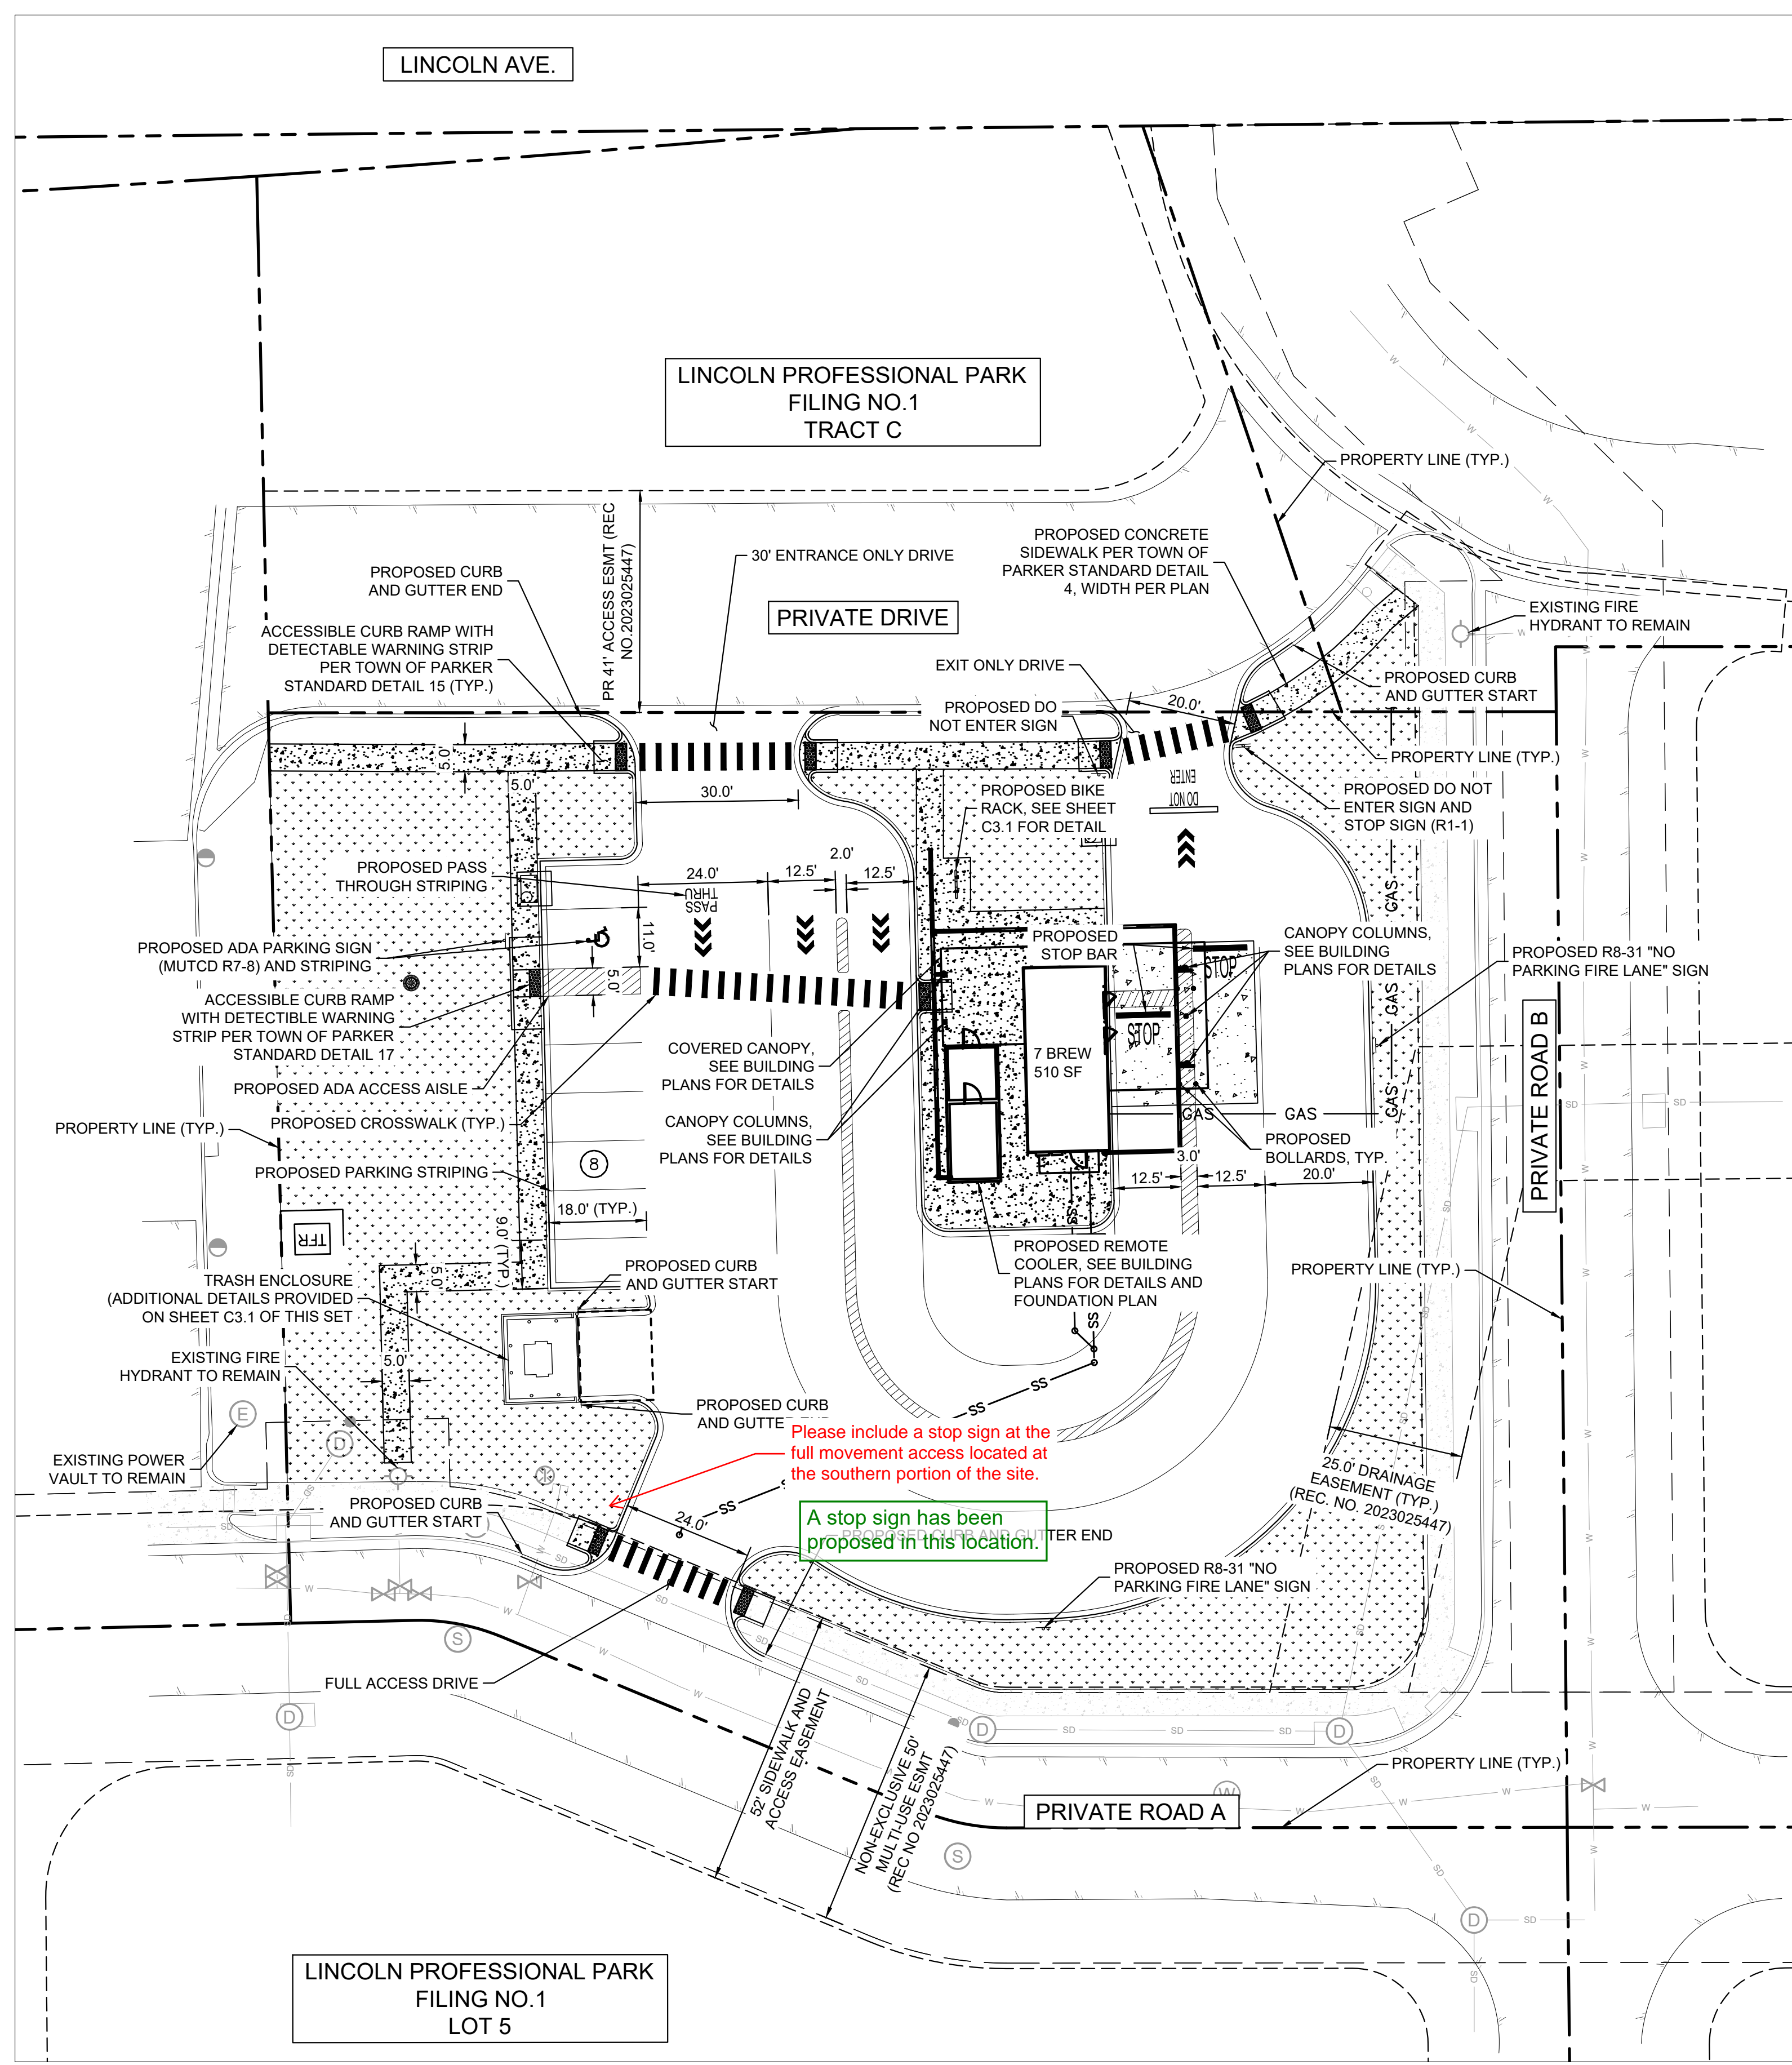 LINCOLN AVE.
LINCOLN PROFESSIONAL PARK
FILING NO.1
TRACT C
PROPERTY LINE (TYP.)
PR 41' ACCESS ESMT (REC
NO.2023025447)
30' ENTRANCE ONLY DRIVE
PROPOSED CONCRETE
SIDEWALK PER TOWN OF
PARKER STANDARD DETAIL
4, WIDTH PER PLAN
PROPOSED CURB
AND GUTTER END
PRIVATE DRIVE
EXISTING FIRE
HYDRANT TO REMAIN
ACCESSIBLE CURB RAMP WITH
DETECTABLE WARNING STRIP
PER TOWN OF PARKER
STANDARD DETAIL 15 (TYP.)
EXIT ONLY DRIVE
PROPOSED CURB
AND GUTTER START
PROPOSED DO
NOT ENTER SIGN
20.0'
5.0'
5.0'
30.0'
PROPERTY LINE (TYP.)
PROPOSED BIKE
RACK, SEE SHEET
C3.1 FOR DETAIL
ENTER
DO NOT
PROPOSED DO NOT
ENTER SIGN AND
STOP SIGN (R1-1)
PROPOSED PASS
THROUGH STRIPING
24.0'
12.5'
2.0'
12.5'
PASS
THRU
GAS
11.0'
PROPOSED ADA PARKING SIGN
(MUTCD R7-8) AND STRIPING
PROPOSED
STOP BAR
CANOPY COLUMNS,
SEE BUILDING
PLANS FOR DETAILS
PROPOSED R8-31 "NO
PARKING FIRE LANE" SIGN
STOP
5.0'
GAS
ACCESSIBLE CURB RAMP
WITH DETECTIBLE WARNING
STRIP PER TOWN OF PARKER
STANDARD DETAIL 17
STOP
COVERED CANOPY,
SEE BUILDING
PLANS FOR DETAILS
7 BREW
510 SF
PRIVATE ROAD B
PROPOSED ADA ACCESS AISLE
GAS
GAS
GAS
SD
SD
PROPERTY LINE (TYP.)
PROPOSED CROSSWALK (TYP.)
CANOPY COLUMNS,
SEE BUILDING
PLANS FOR DETAILS
PROPOSED
BOLLARDS, TYP.
PROPOSED PARKING STRIPING
8
3.0'
12.5'
12.5'
20.0'
18.0' (TYP.)
9.0' (TYP.)
TFR
SS
PROPOSED REMOTE
COOLER, SEE BUILDING
PLANS FOR DETAILS AND
FOUNDATION PLAN
SS
PROPERTY LINE (TYP.)
PROPOSED CURB
AND GUTTER START
TRASH ENCLOSURE
(ADDITIONAL DETAILS PROVIDED
ON SHEET C3.1 OF THIS SET
5.0'
5.0'
EXISTING FIRE
HYDRANT TO REMAIN
SS
SS
PROPOSED CURB
AND GUTTE
Please include a stop sign at the
full movement access located at
the southern portion of the site.
E
D
EXISTING POWER
VAULT TO REMAIN
25.0' DRAINAGE
EASEMENT (TYP.)
(REC. NO. 2023025447)
PROPOSED CURB
AND GUTTER START
24.0'
SS
A stop sign has been
proposed in this location.
PROPOSED CURB AND GUTTER END
PROPOSED R8-31 "NO
PARKING FIRE LANE" SIGN
S
FULL ACCESS DRIVE
52' SIDEWALK AND
ACCESS EASEMENT
NON-EXCLUSIVE 50'
MULTI-USE ESMT
(REC NO 2023025447)
D
D
SD
SD
SD
D
PROPERTY LINE (TYP.)
W
PRIVATE ROAD A
S
D
SD
LINCOLN PROFESSIONAL PARK
FILING NO.1
LOT 5